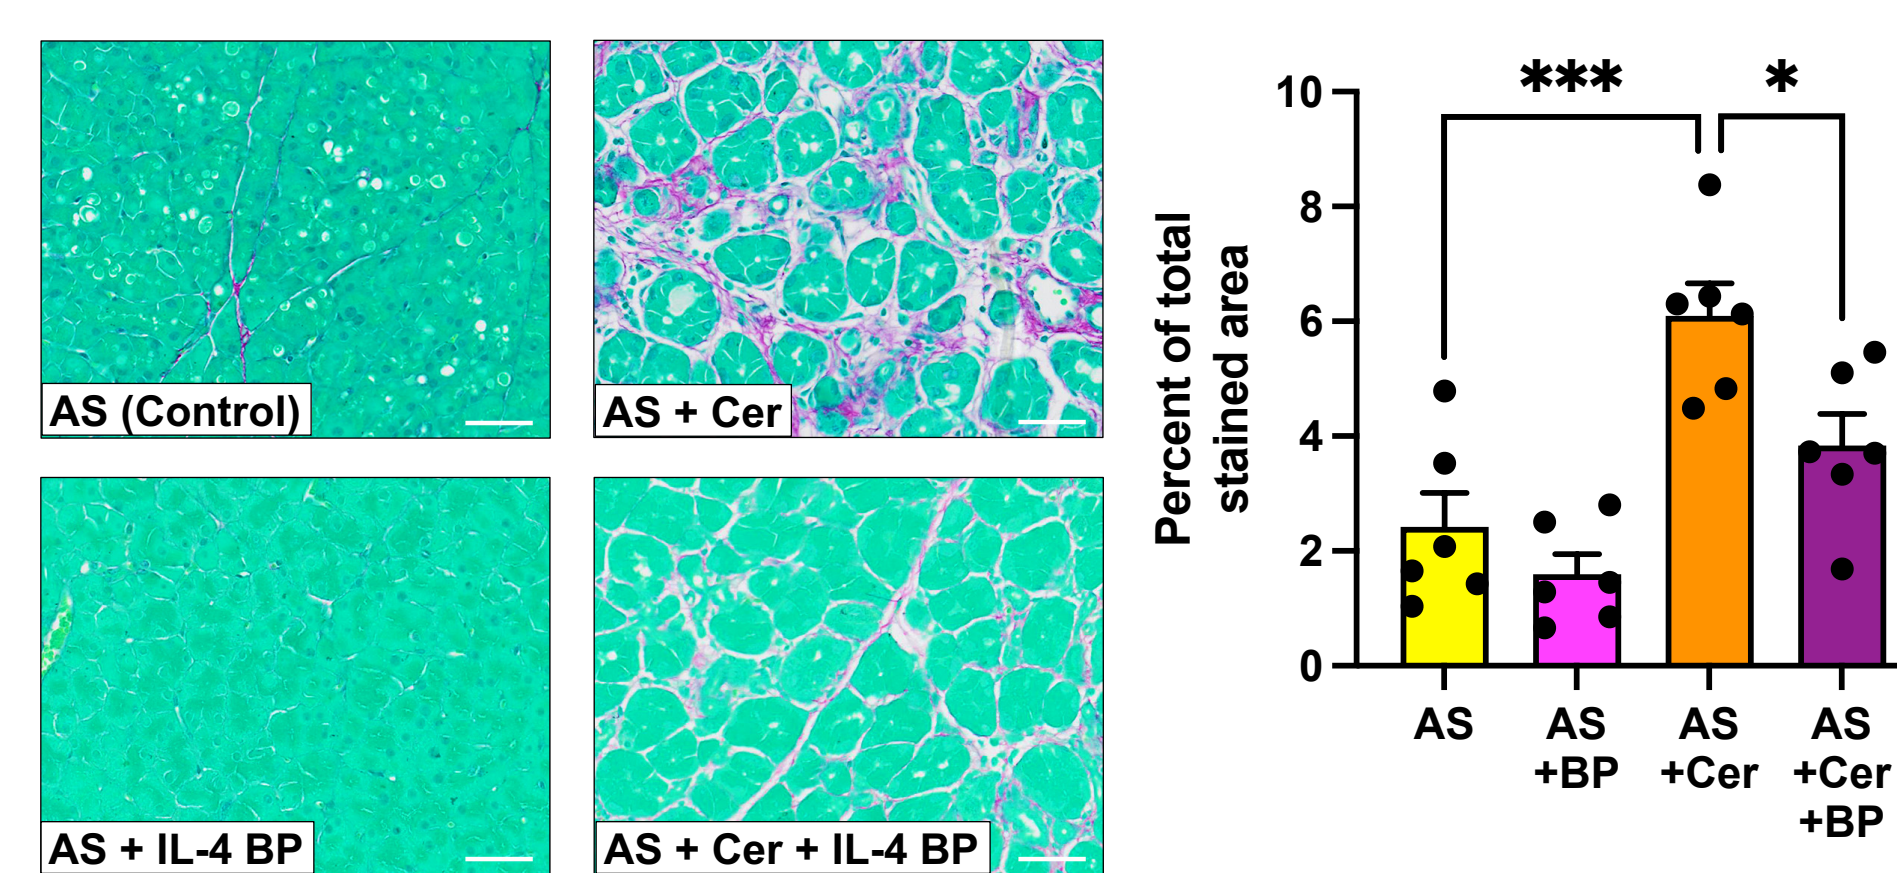 AS (Control)
AS + Cer
AS + IL-4 BP
AS + Cer + IL-4 BP
Percent of total
stained area
10
8
6
4
2
0
***
*
AS
AS
+BP
AS
+Cer
AS
+Cer
+BP